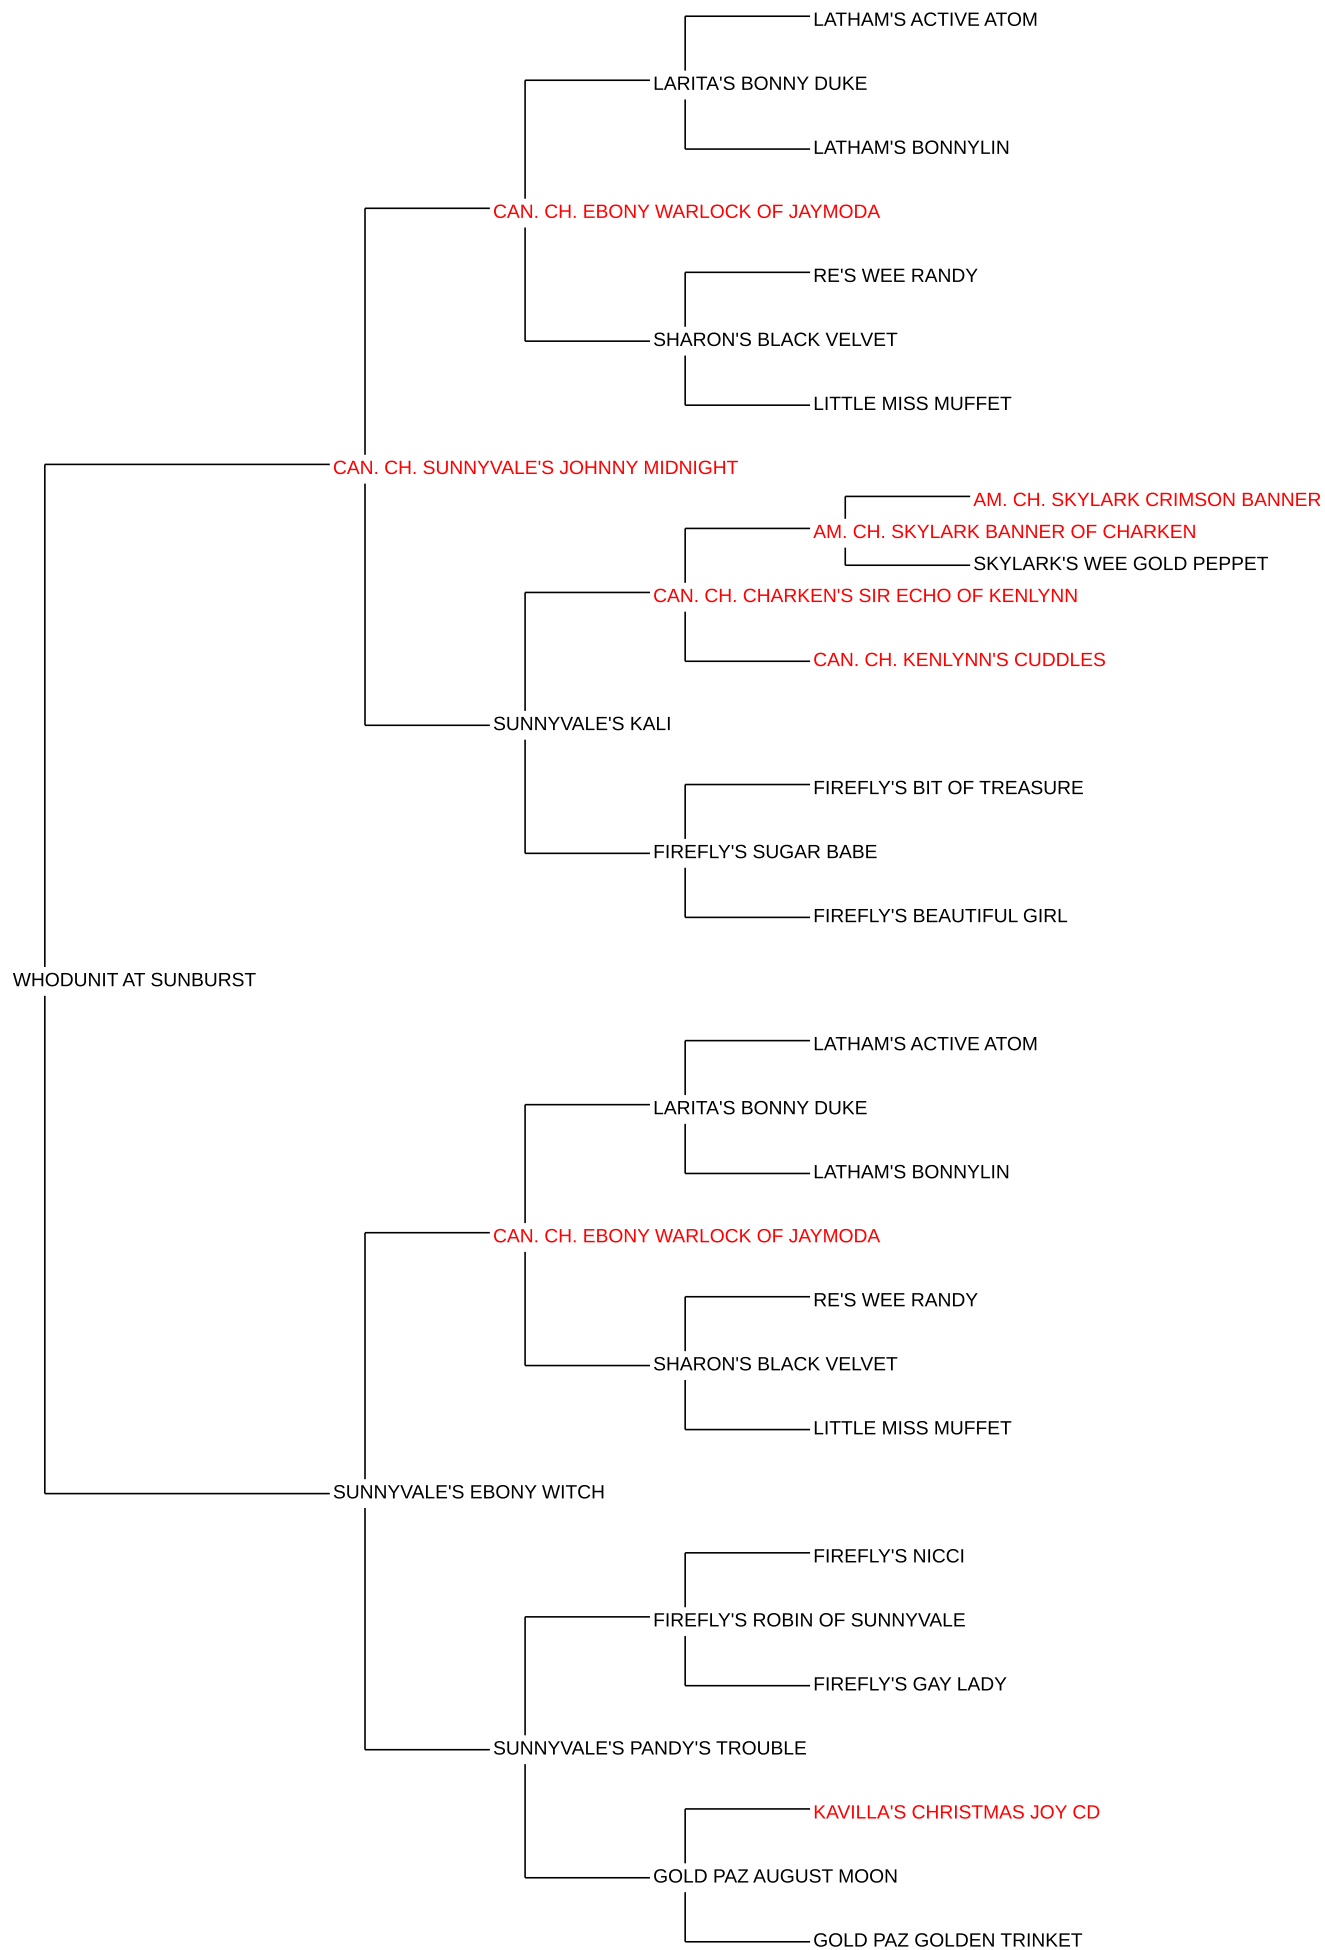 LATHAM'S ACTIVE ATOM
LARITA'S BONNY DUKE
LATHAM'S BONNYLIN
CAN. CH. EBONY WARLOCK OF JAYMODA
RE'S WEE RANDY
SHARON'S BLACK VELVET
LITTLE MISS MUFFET
CAN. CH. SUNNYVALE'S JOHNNY MIDNIGHT
AM. CH. SKYLARK CRIMSON BANNER
AM. CH. SKYLARK BANNER OF CHARKEN
SKYLARK'S WEE GOLD PEPPET
CAN. CH. CHARKEN'S SIR ECHO OF KENLYNN
CAN. CH. KENLYNN'S CUDDLES
SUNNYVALE'S KALI
FIREFLY'S BIT OF TREASURE
FIREFLY'S SUGAR BABE
FIREFLY'S BEAUTIFUL GIRL
WHODUNIT AT SUNBURST
LATHAM'S ACTIVE ATOM
LARITA'S BONNY DUKE
LATHAM'S BONNYLIN
CAN. CH. EBONY WARLOCK OF JAYMODA
RE'S WEE RANDY
SHARON'S BLACK VELVET
LITTLE MISS MUFFET
SUNNYVALE'S EBONY WITCH
FIREFLY'S NICCI
FIREFLY'S ROBIN OF SUNNYVALE
FIREFLY'S GAY LADY
SUNNYVALE'S PANDY'S TROUBLE
KAVILLA'S CHRISTMAS JOY CD
GOLD PAZ AUGUST MOON
GOLD PAZ GOLDEN TRINKET